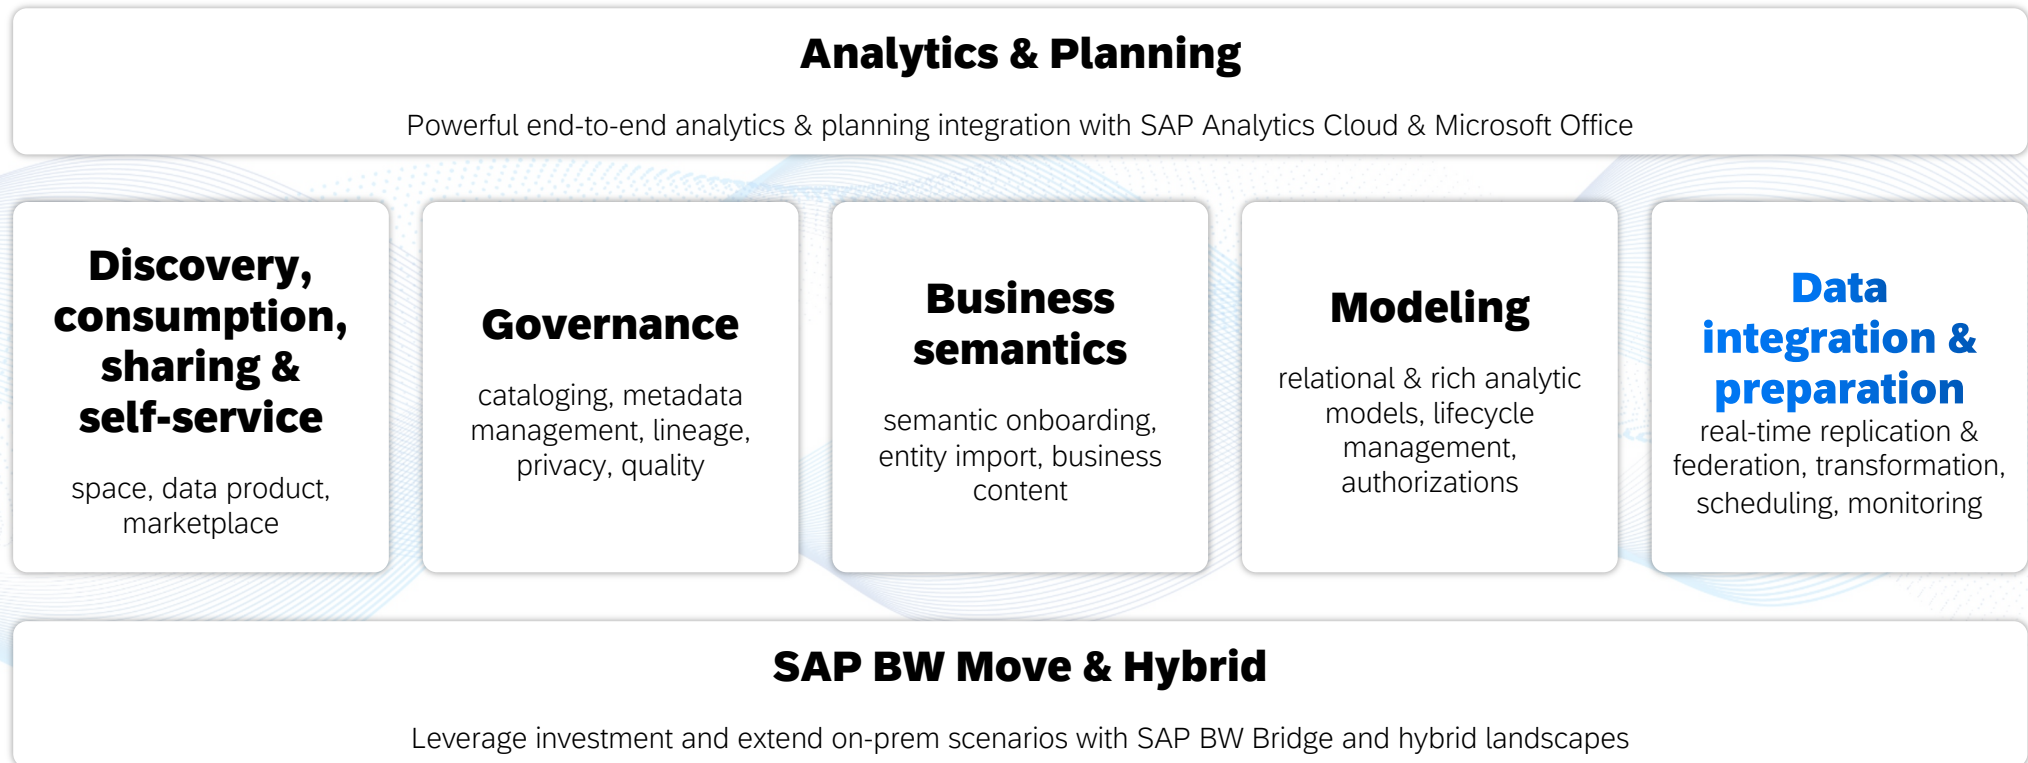 Analytics & Planning
Powerful end-to-end analytics & planning integration with SAP Analytics Cloud & Microsoft Office
Discovery,
consumption,
sharing &
self-service
space, data product,
marketplace
Governance
cataloging, metadata
management, lineage,
privacy, quality
Business
semantics
semantic onboarding,
entity import, business
content
Modeling
relational & rich analytic
models, lifecycle
management,
authorizations
Data
integration &
preparation
real-time replication &
federation, transformation,
scheduling, monitoring
SAP BW Move & Hybrid
Leverage investment and extend on-prem scenarios with SAP BW Bridge and hybrid landscapes